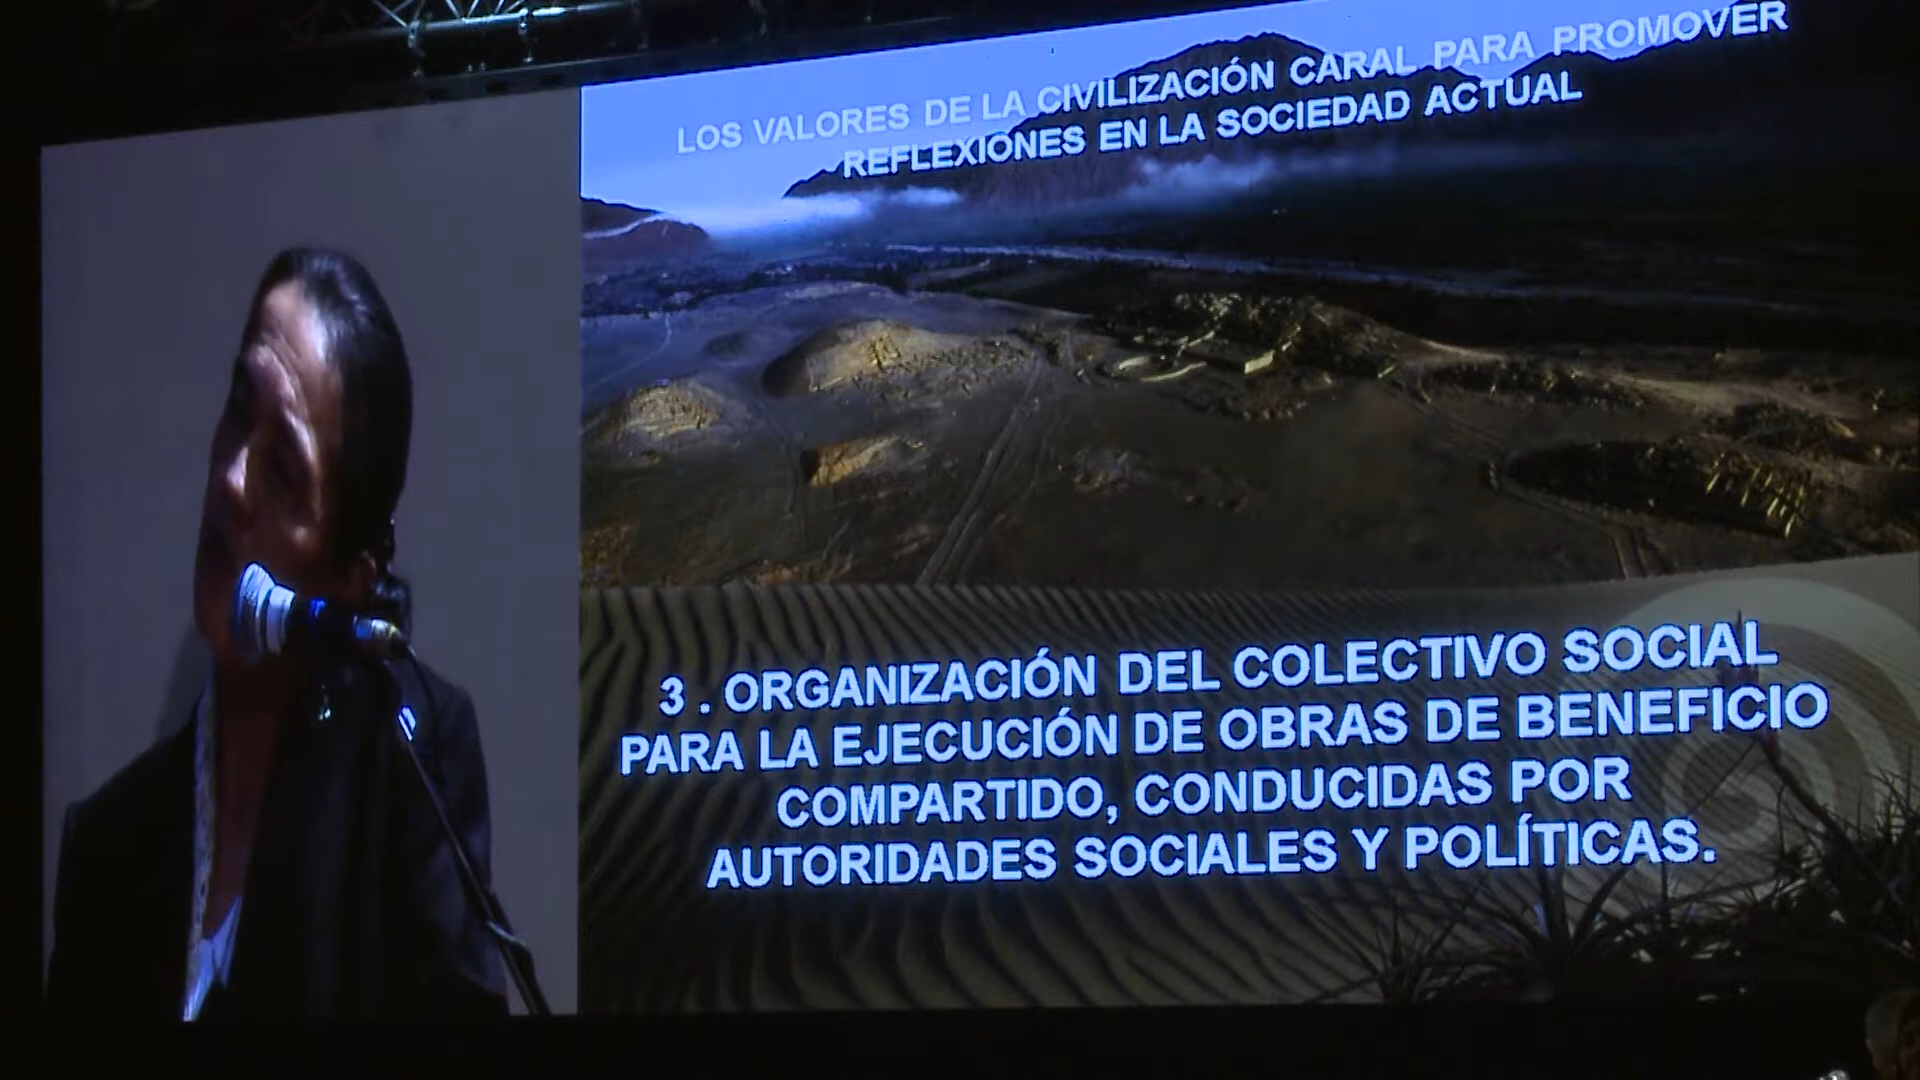 LOS VALORES DE LA CIVILIZACIÓN CARAL PARA PROMOVER
REFLEXIONES EN LA SOCIEDAD ACTUAL
3 . ORGANIZACIÓN DEL COLECTIVO SOCIAL
PARA LA EJECUCIÓN DE OBRAS DE BENEFICIO
COMPARTIDO, CONDUCIDAS POR
AUTORIDADES SOCIALES Y POLÍTICAS.